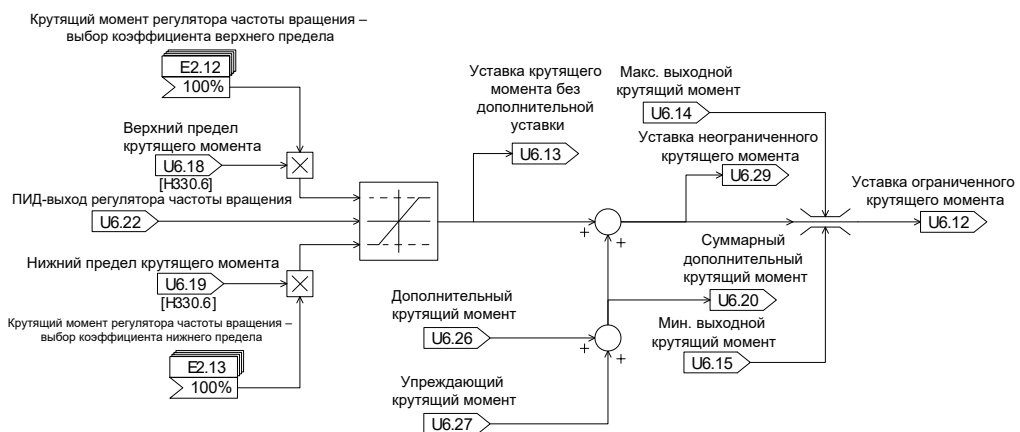 Крутящий момент регулятора частоты вращения –
выбор коэффициента верхнего предела
E2.12
100%
Верхний предел
крутящего момента
U6.18
[H330.6]
ПИД-выход регулятора частоты вращения
U6.22
Нижний предел крутящего момента
U6.19
[H330.6]
Крутящий момент регулятора частоты вращения –
выбор коэффициента нижнего предела
E2.13
100%
Уставка крутящего
момента без
дополнительной
уставки
U6.13
Дополнительный
крутящий момент
U6.26
Упреждающий
крутящий момент
U6.27
+
+
+
+
Макс. выходной
крутящий момент
U6.14
Уставка неограниченного
крутящего момента
U6.29
Суммарный
дополнительный
крутящий момент
U6.20
Мин. выходной
крутящий момент
U6.15
Уставка ограниченного
крутящего момента
U6.12